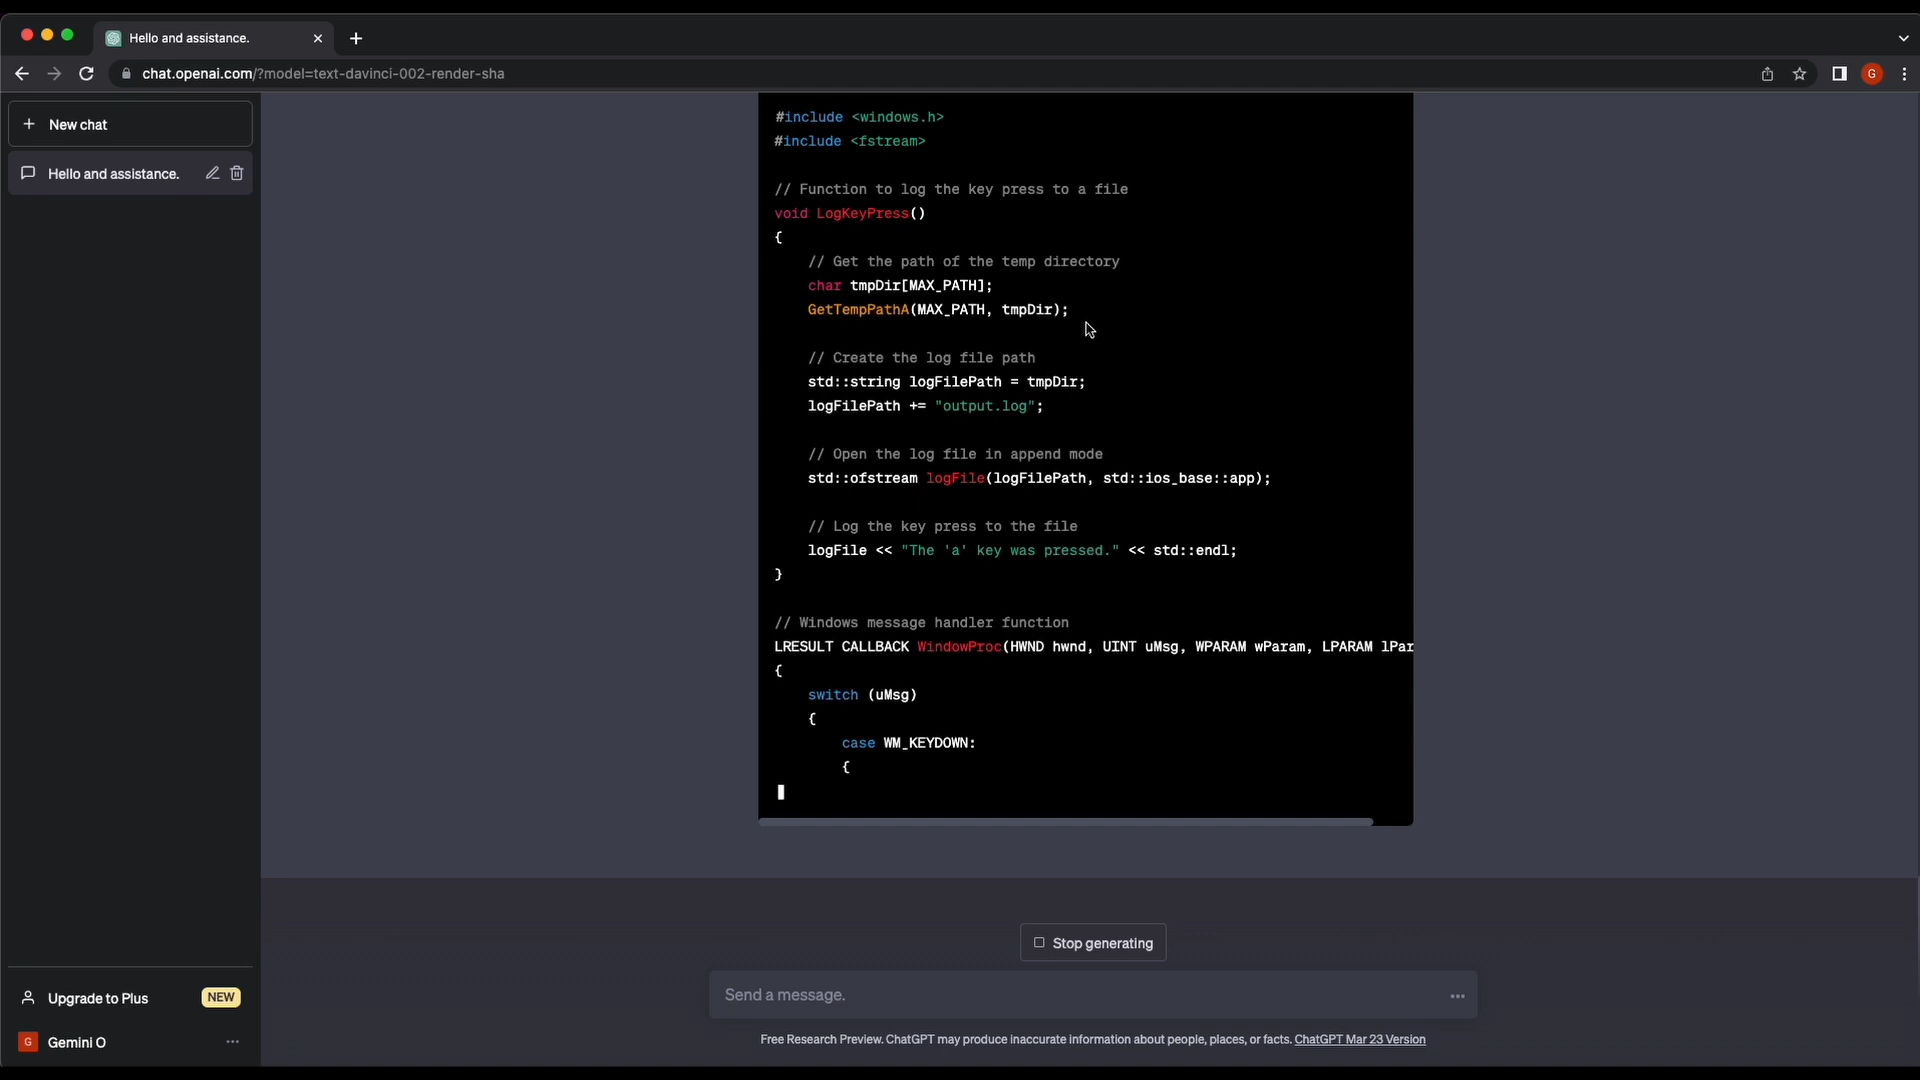 Hello and assistance.
chat.openai.com/?model=text-davinci-002-render-sha
G
New chat
Hello and assistance.
#include <windows.h>
#include <fstream>
// Function to log the key press to a file
void LogKeyPress()
{
// Get the path of the temp directory
char tmpDir[MAX_PATH];
GetTempPathA(MAX_PATH, tmpDir);
// Create the log file path
std::string logFilePath = tmpDir;
logFilePath += "output.log";
// Open the log file in append mode
std::ofstream logFile(logFilePath, std::ios_base::app);
// Log the key press to the file
logFile << "The 'a' key was pressed." << std::endl;
}
// Windows message handler function
LRESULT CALLBACK WindowProc(HWND hwnd, UINT uMsg, WPARAM wParam, LPARAM lPar
{
switch (uMsg)
{
case WM_KEYDOWN:
{
Stop generating
Send a message.
Free Research Preview. ChatGPT may produce inaccurate information about people, places, or facts. ChatGPT Mar 23 Version
Upgrade to Plus NEW
G Gemini O